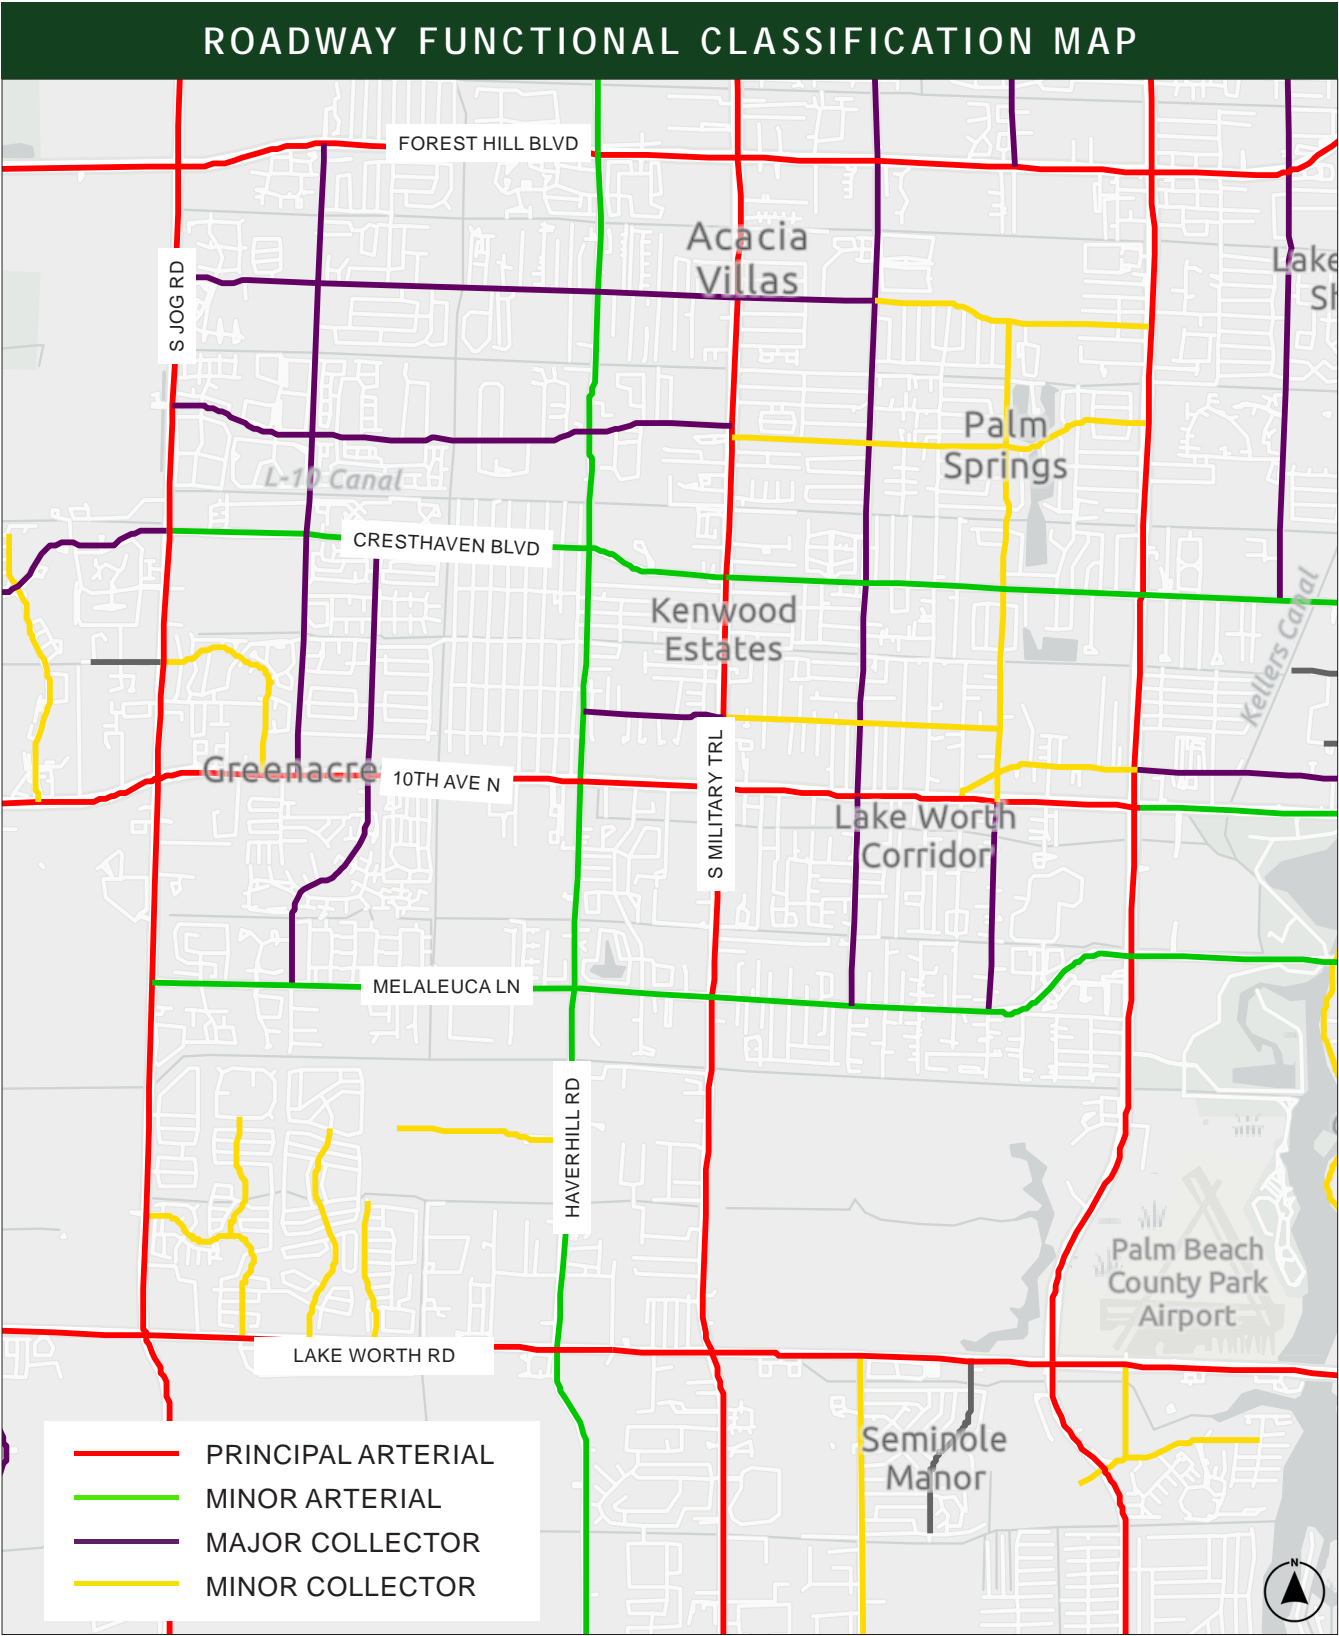 ROADWAY FUNCTIONAL CLASSIFICATION MAP
FOREST HILL BLVD
Acacia
Villas
Lake
Sh
S JOG RD
Palm
Springs
L-10 Canal
CRESTHAVEN BLVD
Kenwood
Estates
Kellers Canal
Greenacre
10TH AVE N
S MILITARY TRL
Lake Worth
Corridor
MELALEUCA LN
HAVERHILL RD
Palm Beach
County Park
Airport
LAKE WORTH RD
Seminole
Manor
PRINCIPAL ARTERIAL
MINOR ARTERIAL
MAJOR COLLECTOR
MINOR COLLECTOR
N